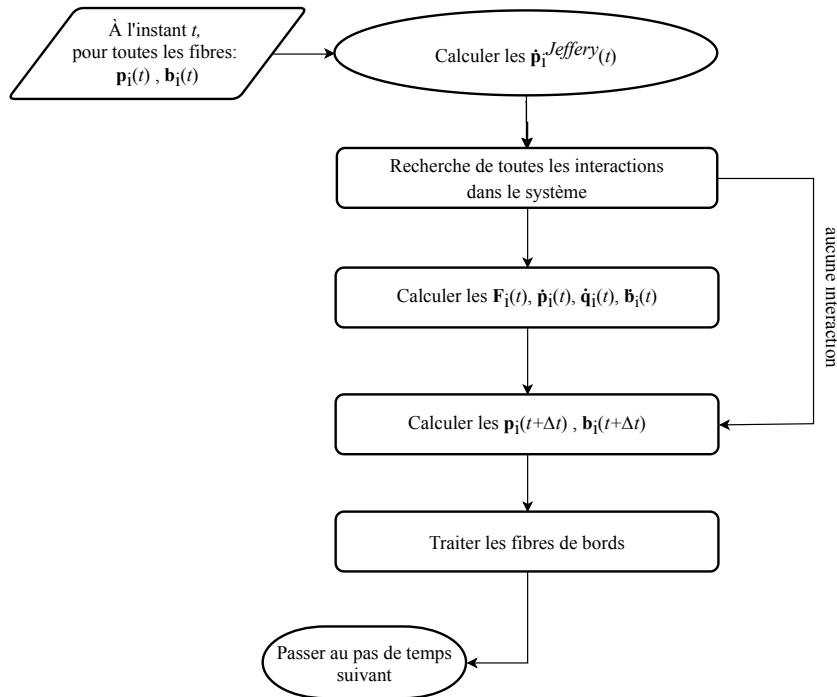 À l'instant t,
pour toutes les fibres:
pᵢ(t) , bᵢ(t)
Calculer les ṗᵢᴶᵉᶠᶠᵉʳʸ(t)
Recherche de toutes les interactions
dans le système
aucune interaction
Calculer les Fᵢ(t), ṗᵢ(t), q̇ᵢ(t), ḃᵢ(t)
Calculer les pᵢ(t+Δt) , bᵢ(t+Δt)
Traiter les fibres de bords
Passer au pas de temps
suivant